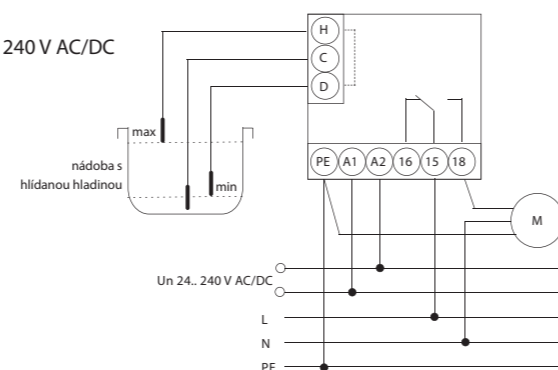 240 V AC/DC
H
C
D
max
nádoba s
hlídanou hladinou
min
PE A1 A2 16 15 18
M
Un 24.. 240 V AC/DC
L
N
PE